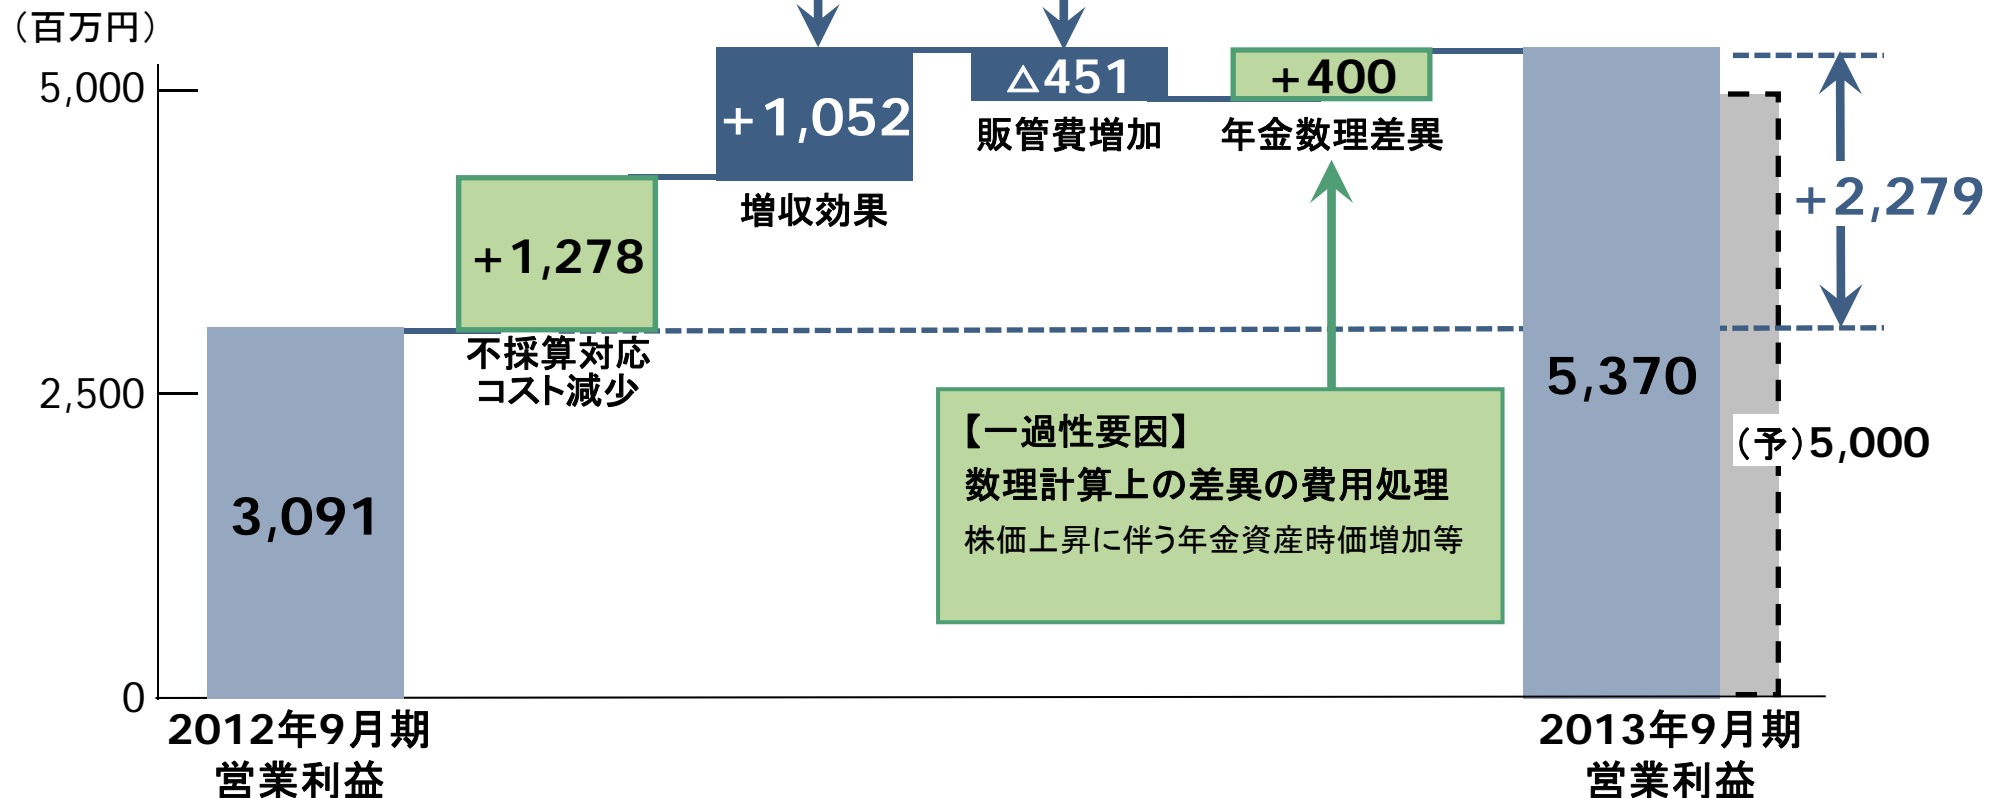 （百万円）
5,000
2,500
0
3,091
+1,278
不採算対応
コスト減少
+1,052
増収効果
△451
販管費増加
+400
年金数理差異
【一過性要因】
数理計算上の差異の費用処理
株価上昇に伴う年金資産時価増加等
5,370
（予）5,000
+2,279
2012年9月期
営業利益
2013年9月期
営業利益